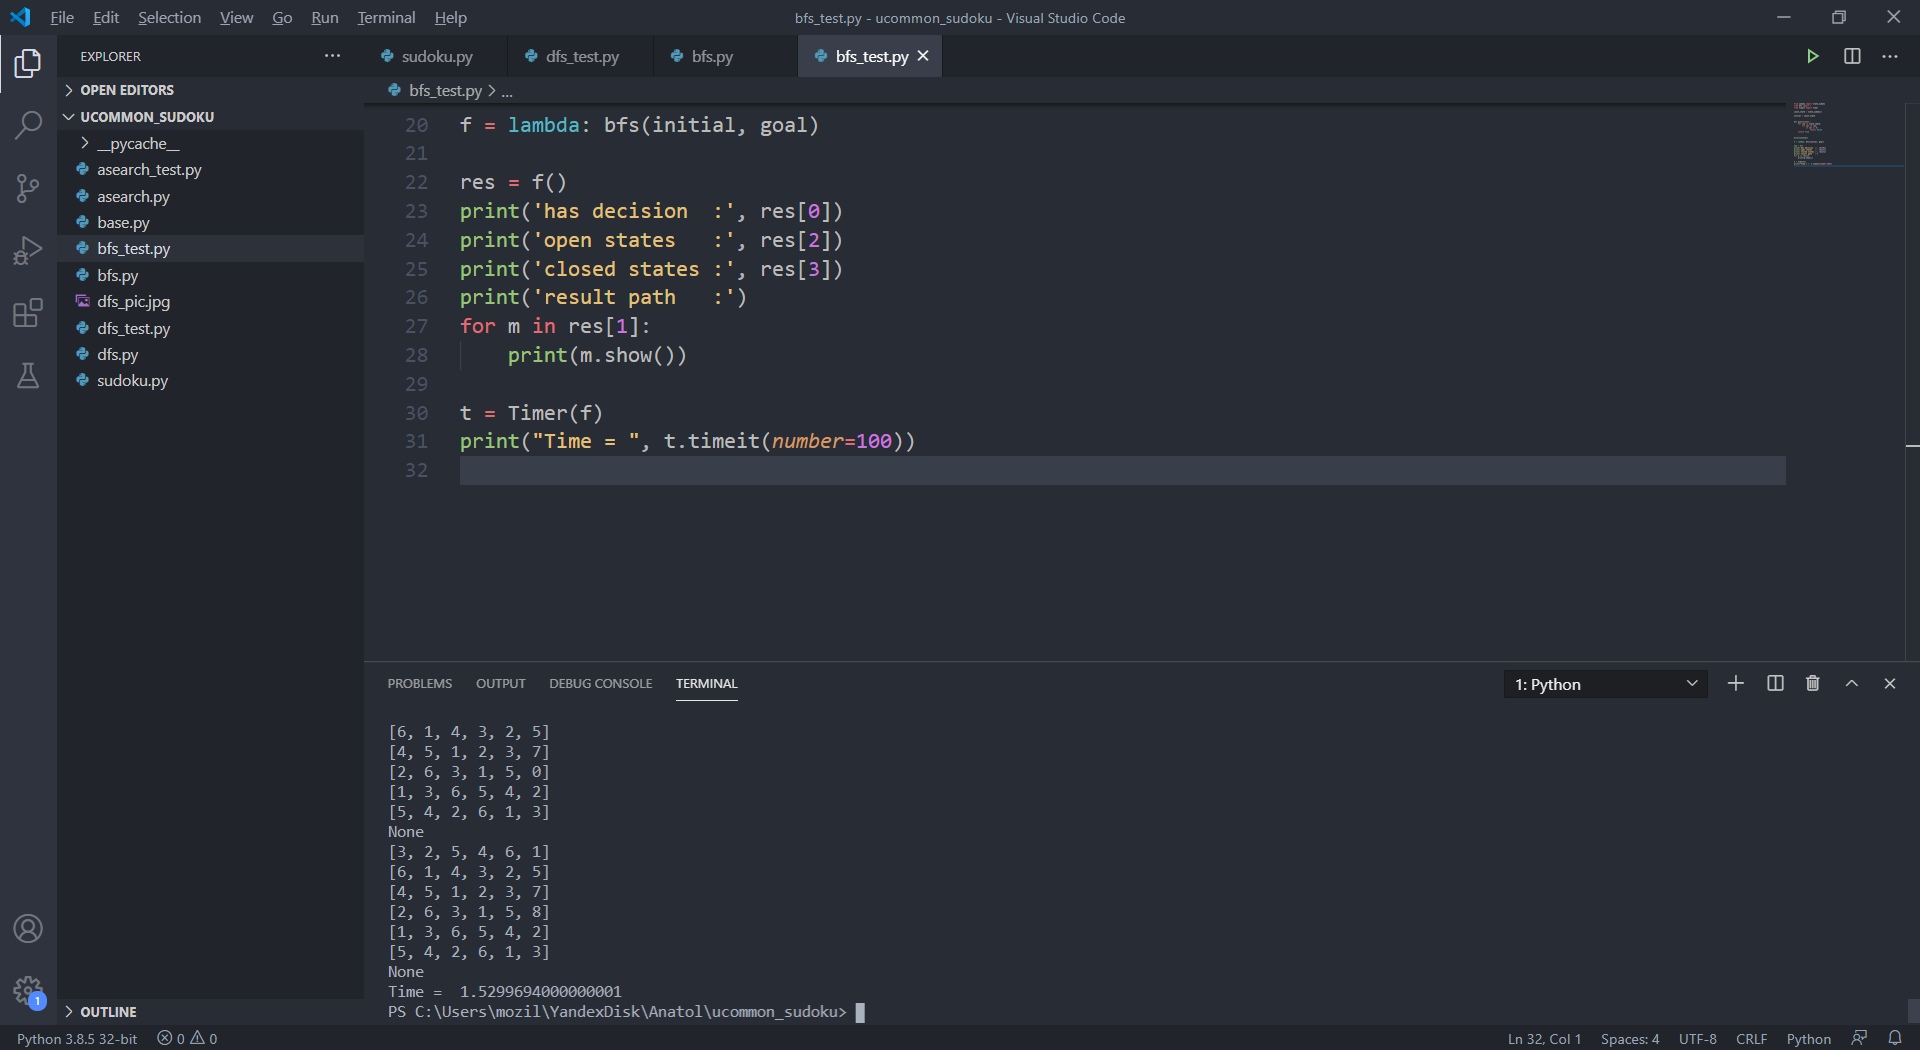 File Edit Selection View Go Run Terminal Help
bfs_test.py - ucommon_sudoku - Visual Studio Code
EXPLORER
sudoku.py
dfs_test.py
bfs.py
bfs_test.py
OPEN EDITORS
bfs_test.py > ...
UCOMMON_SUDOKU
__pycache__
asearch_test.py
asearch.py
base.py
bfs_test.py
bfs.py
dfs_pic.jpg
dfs_test.py
dfs.py
sudoku.py
OUTLINE
20 f = lambda: bfs(initial, goal)
21
22 res = f()
23 print('has decision  :', res[0])
24 print('open states   :', res[2])
25 print('closed states :', res[3])
26 print('result path   :')
27 for m in res[1]:
28     print(m.show())
29
30 t = Timer(f)
31 print("Time = ", t.timeit(number=100))
32
PROBLEMS OUTPUT DEBUG CONSOLE TERMINAL
1: Python
[6, 1, 4, 3, 2, 5]
[4, 5, 1, 2, 3, 7]
[2, 6, 3, 1, 5, 0]
[1, 3, 6, 5, 4, 2]
[5, 4, 2, 6, 1, 3]
None
[3, 2, 5, 4, 6, 1]
[6, 1, 4, 3, 2, 5]
[4, 5, 1, 2, 3, 7]
[2, 6, 3, 1, 5, 8]
[1, 3, 6, 5, 4, 2]
[5, 4, 2, 6, 1, 3]
None
Time =  1.5299694000000001
PS C:\Users\mozil\YandexDisk\Anatol\ucommon_sudoku>
1
Python 3.8.5 32-bit 0 0
Ln 32, Col 1 Spaces: 4 UTF-8 CRLF Python